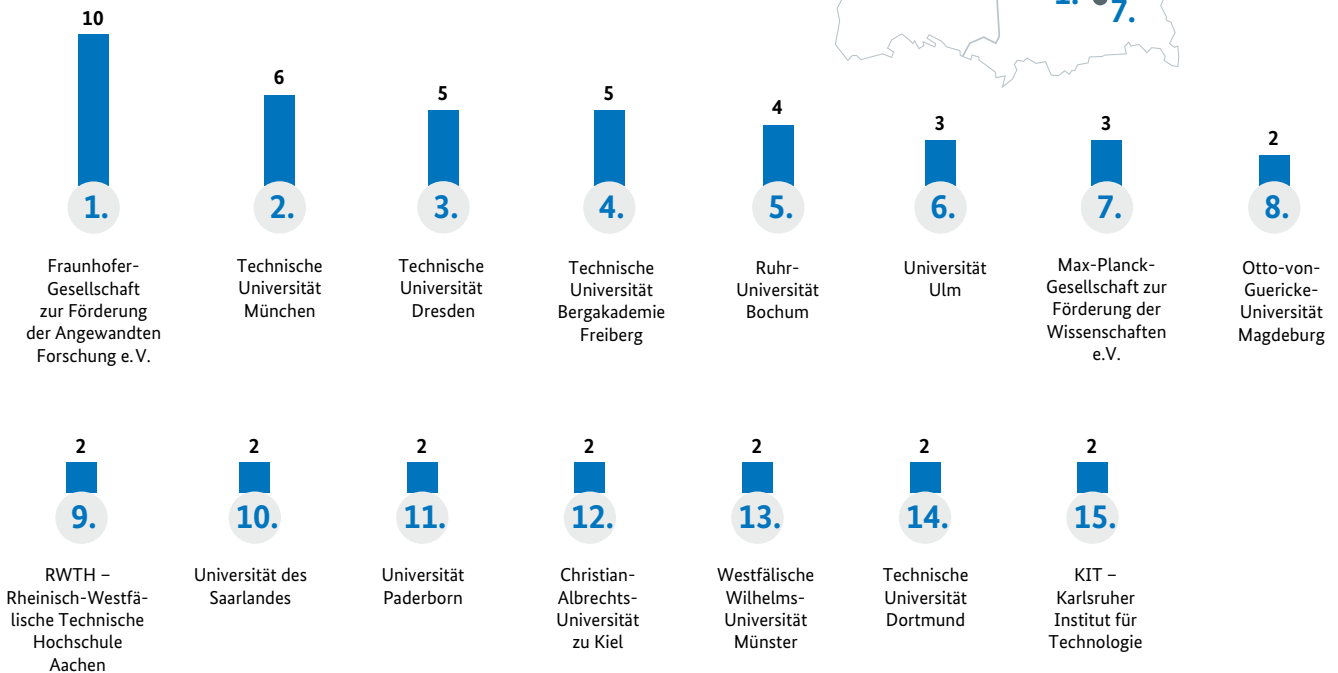 1.
7.
10
6
5
5
4
3
3
2
1.
2.
3.
4.
5.
6.
7.
8.
Fraunhofer-
Gesellschaft
zur Förderung
der Angewandten
Forschung e. V.
Technische
Universität
München
Technische
Universität
Dresden
Technische
Universität
Bergakademie
Freiberg
Ruhr-
Universität
Bochum
Universität
Ulm
Max-Planck-
Gesellschaft zur
Förderung der
Wissenschaften
e.V.
Otto-von-
Guericke-
Universität
Magdeburg
2
2
2
2
2
2
2
9.
10.
11.
12.
13.
14.
15.
RWTH –
Rheinisch-Westfä-
lische Technische
Hochschule
Aachen
Universität des
Saarlandes
Universität
Paderborn
Christian-
Albrechts-
Universität
zu Kiel
Westfälische
Wilhelms-
Universität
Münster
Technische
Universität
Dortmund
KIT –
Karlsruher
Institut für
Technologie